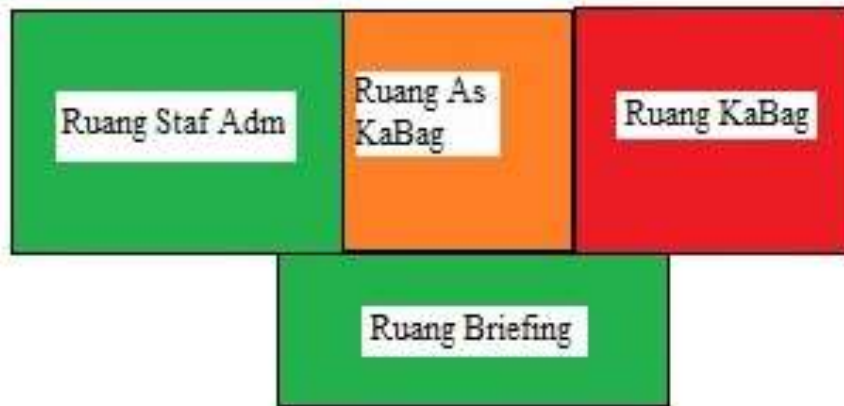 Ruang Staf Adm
Ruang As
KaBag
Ruang KaBag
Ruang Briefing